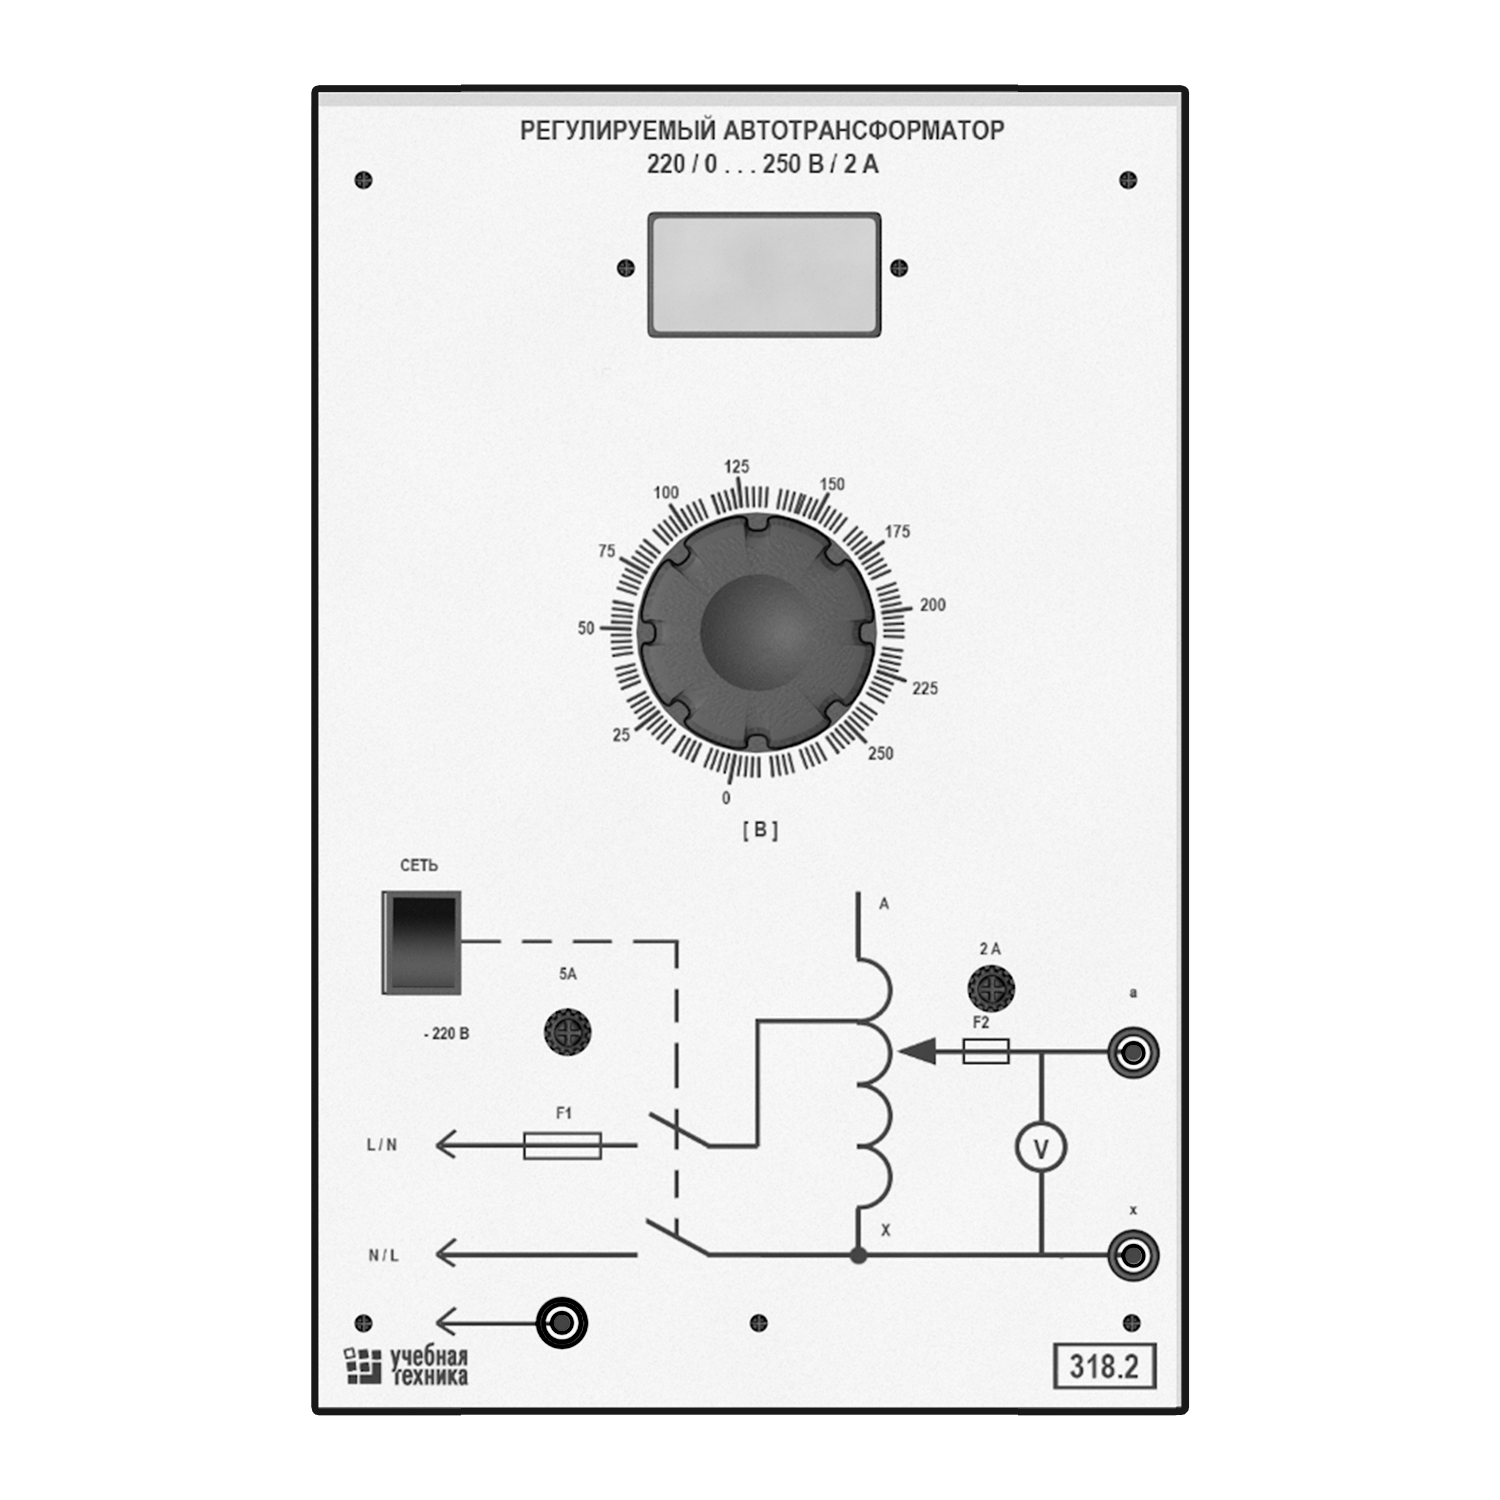 РЕГУЛИРУЕМЫЙ АВТОТРАНСФОРМАТОР
220 / 0 . . . 250 В / 2 А
125
100
150
75
175
50
200
225
25
250
0
[ В ]
СЕТЬ
А
2 А
5А
а
- 220 В
F2
F1
L / N
V
х
Х
N / L
учебная
техника
318.2